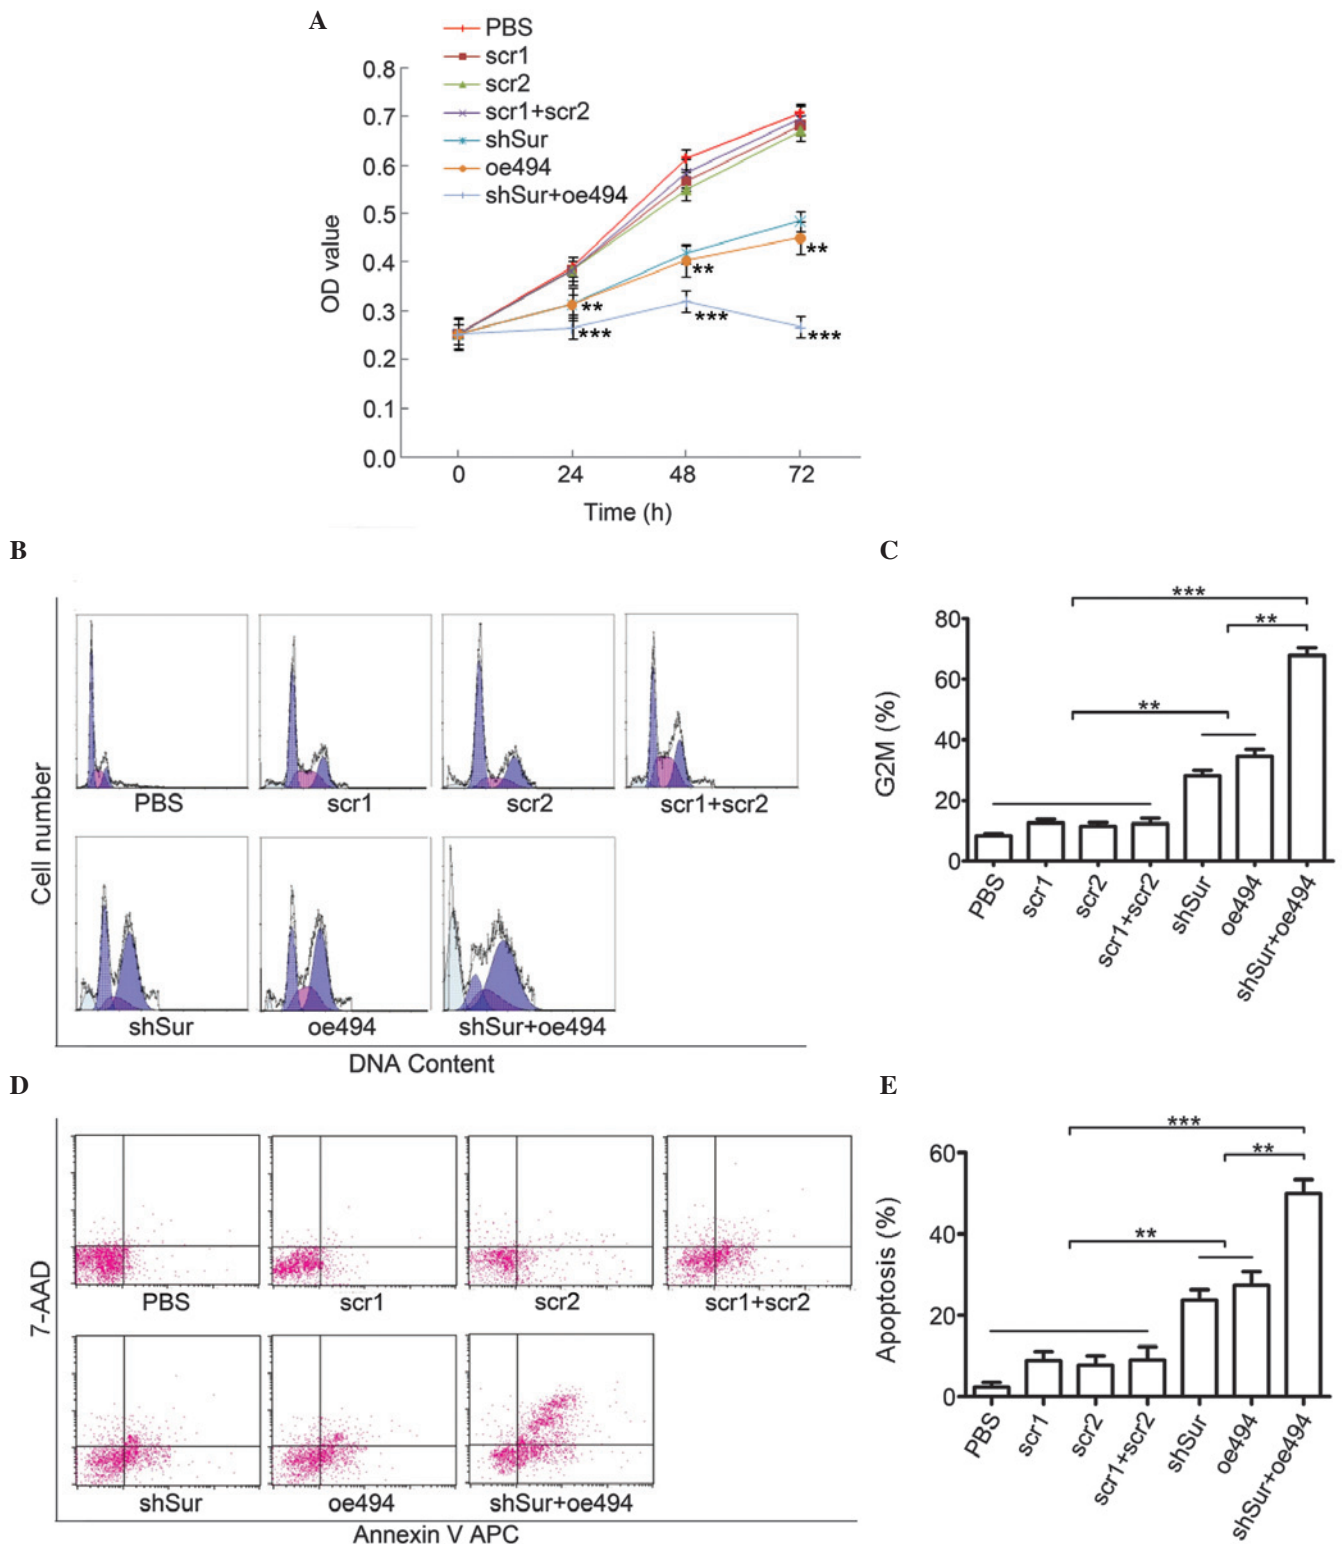 A
PBS
scr1
scr2
scr1+scr2
shSur
oe494
shSur+oe494
0.8
0.7
0.6
0.5
0.4
0.3
0.2
0.1
0.0
OD value
**
***
**
***
**
***
0 24 48 72
Time (h)
B
Cell number
PBS scr1 scr2 scr1+scr2
shSur oe494 shSur+oe494
DNA Content
C
***
**
**
80
60
40
20
0
G2M (%)
PBS
scr1
scr2
scr1+scr2
shSur
oe494
shSur+oe494
D
7-AAD
PBS scr1 scr2 scr1+scr2
shSur oe494 shSur+oe494
Annexin V APC
E
***
**
**
60
40
20
0
Apoptosis (%)
PBS
scr1
scr2
scr1+scr2
shSur
oe494
shSur+oe494